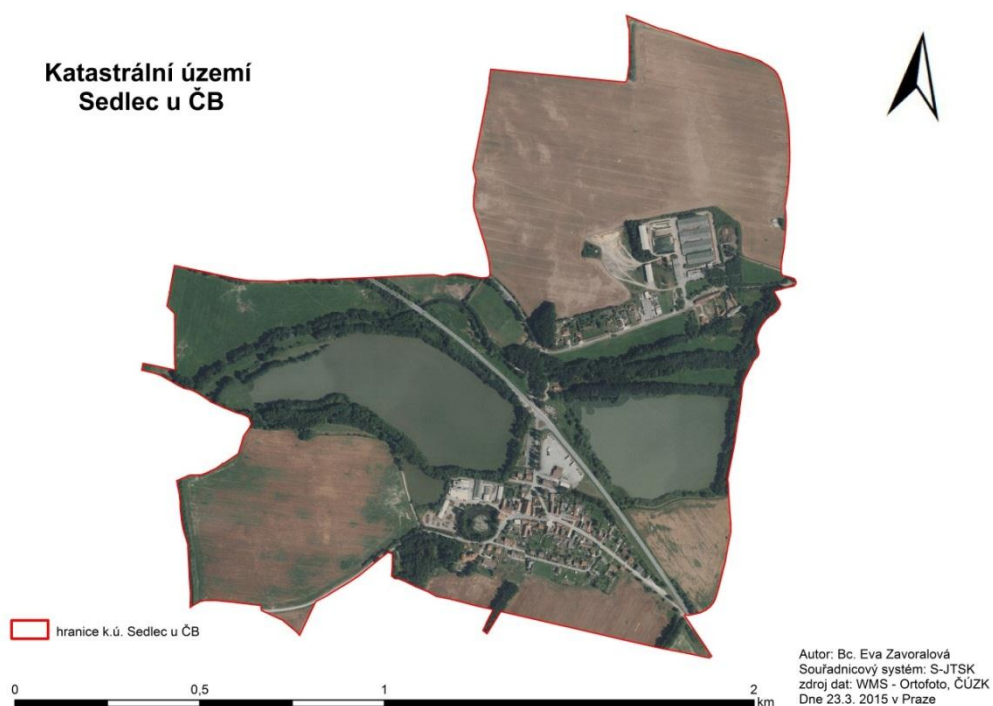 Katastrální území
Sedlec u ČB
hranice k.ú. Sedlec u ČB
0 0,5 1 2
km
Autor: Bc. Eva Zavoralová
Souřadnicový systém: S-JTSK
zdroj dat: WMS - Ortofoto, ČÚZK
Dne 23.3. 2015 v Praze